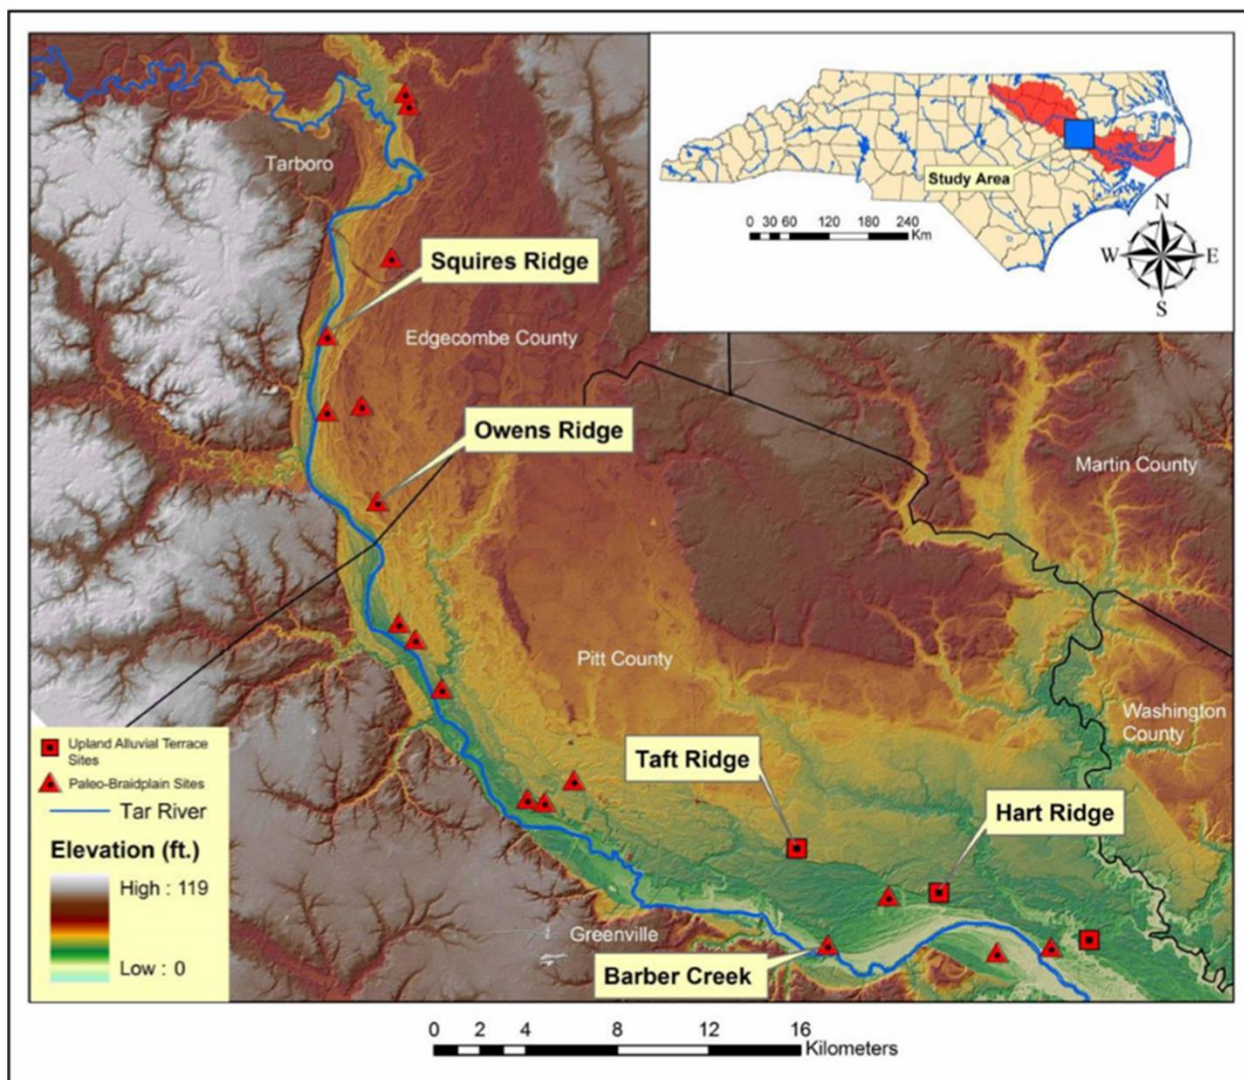 Tarboro
Study Area
0 30 60 120 180 240
Km
N
W E
S
Squires Ridge
Edgecombe County
Owens Ridge
Martin County
Pitt County
Washington
County
Taft Ridge
Hart Ridge
Upland Alluvial Terrace
Sites
Paleo-Braidplain Sites
Tar River
Elevation (ft.)
High : 119
Low : 0
Greenville
Barber Creek
0 2 4 8 12 16
Kilometers